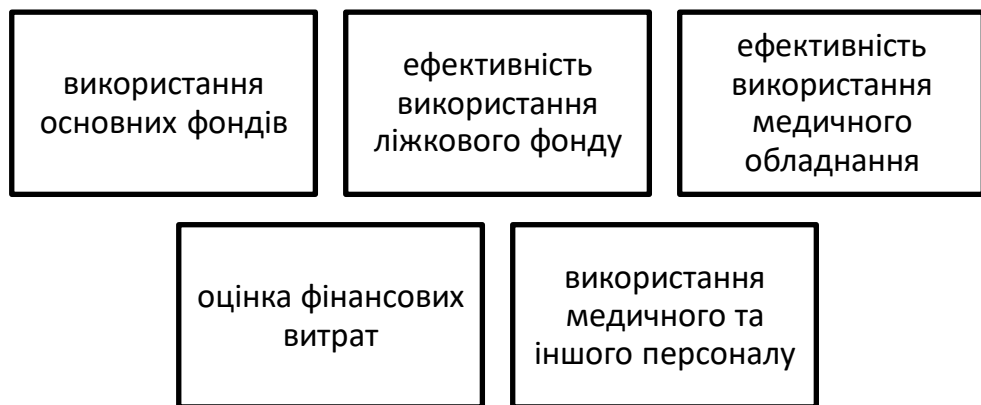 використання
основних фондів
ефективність
використання
ліжкового фонду
ефективність
використання
медичного
обладнання
оцінка фінансових
витрат
використання
медичного та
іншого персоналу